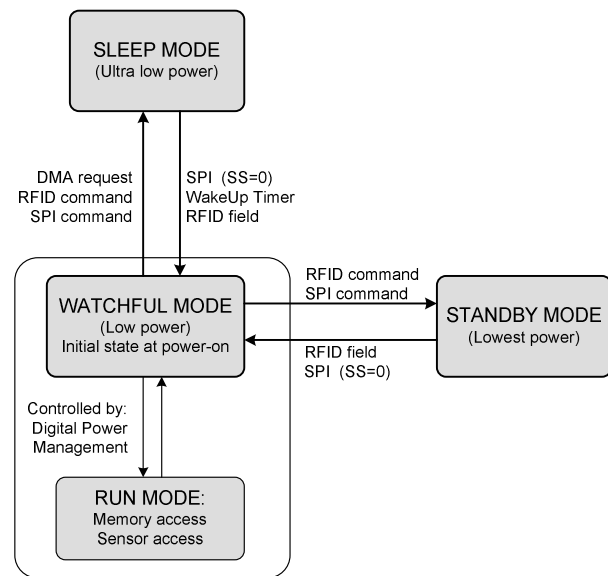 SLEEP MODE
(Ultra low power)
DMA request
RFID command
SPI command
SPI (SS=0)
WakeUp Timer
RFID field
WATCHFUL MODE
(Low power)
Initial state at power-on
RFID command
SPI command
RFID field
SPI (SS=0)
STANDBY MODE
(Lowest power)
Controlled by:
Digital Power
Management
RUN MODE:
Memory access
Sensor access